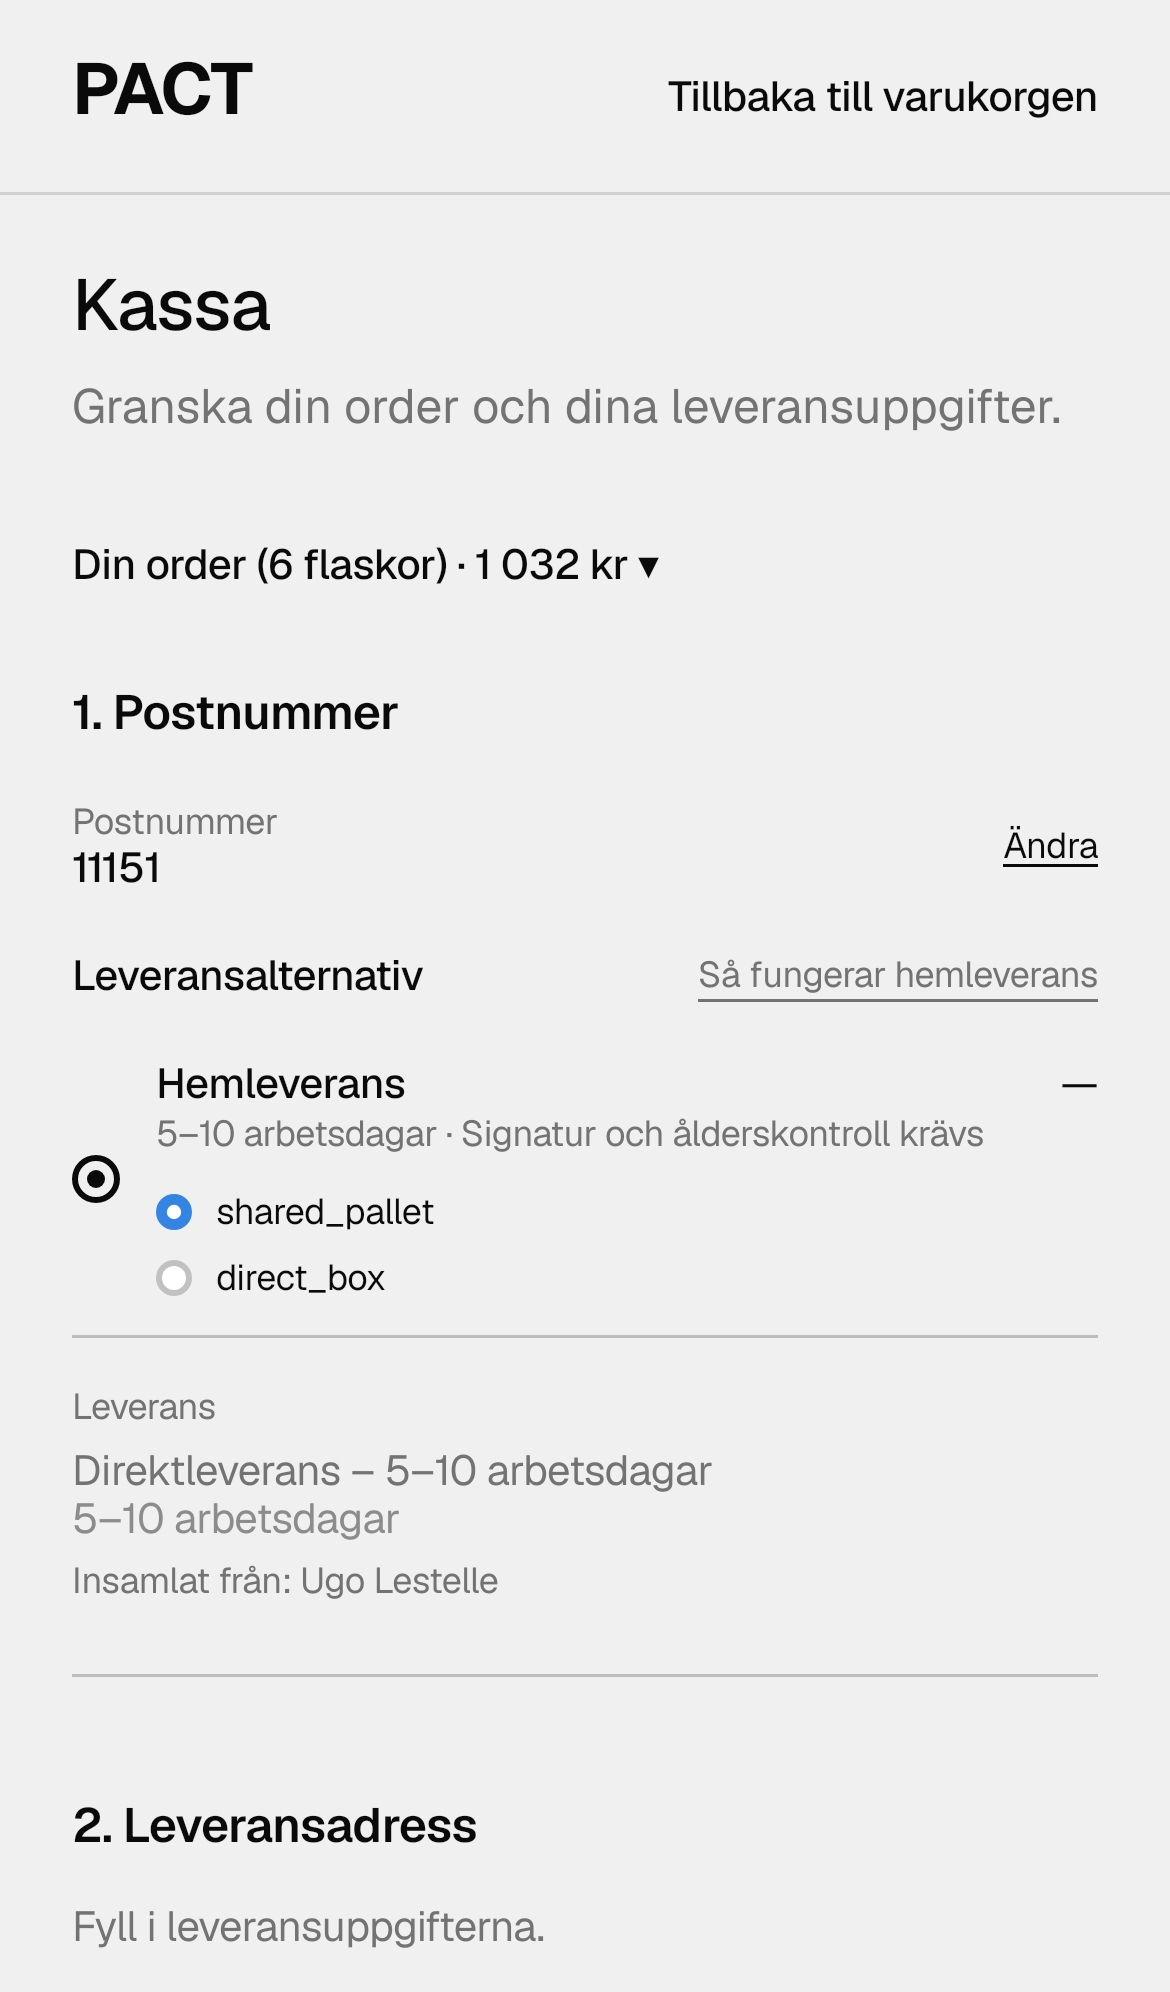 PACT
Tillbaka till varukorgen
Kassa
Granska din order och dina leveransuppgifter.
Din order (6 flaskor) · 1 032 kr ▼
1. Postnummer
Postnummer
11151
Ändra
Leveransalternativ
Så fungerar hemleverans
Hemleverans
—
5–10 arbetsdagar · Signatur och ålderskontroll krävs
shared_pallet
direct_box
Leverans
Direktleverans – 5–10 arbetsdagar
5–10 arbetsdagar
Insamlat från: Ugo Lestelle
2. Leveransadress
Fyll i leveransuppgifterna.